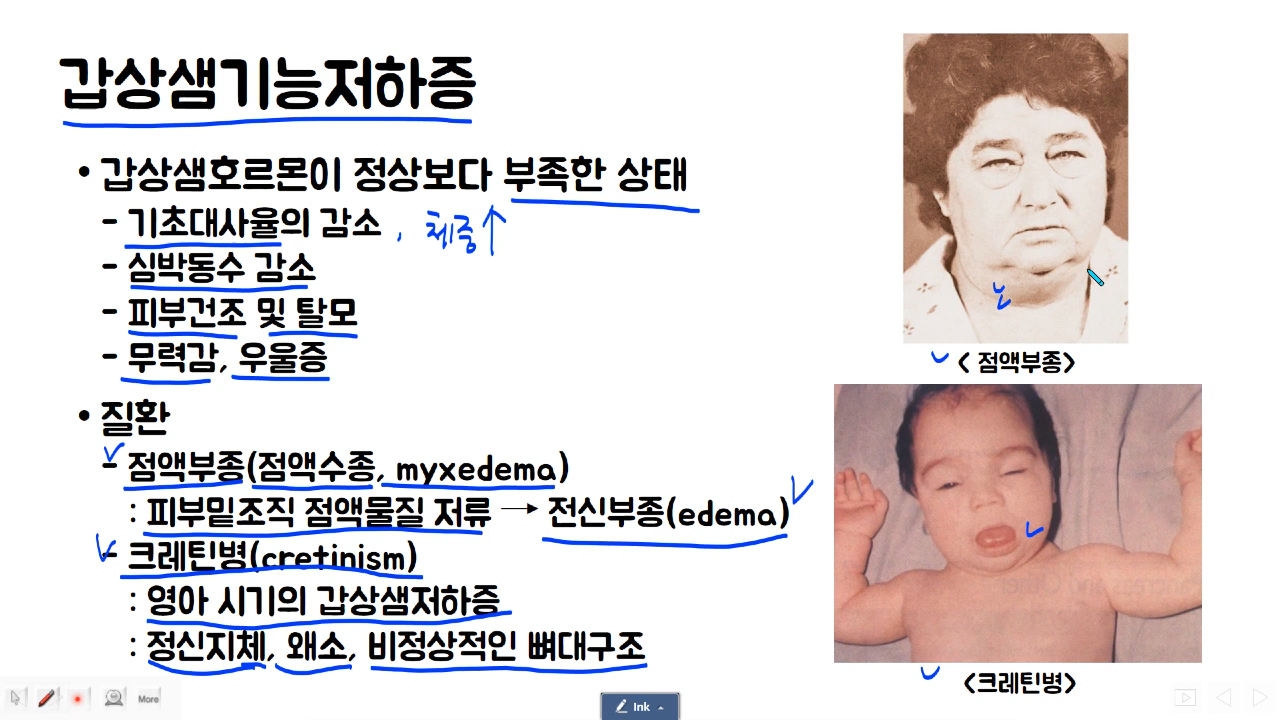 갑상샘기능저하증
• 갑상샘호르몬이 정상보다 부족한 상태
- 기초대사율의 감소 , 체중↑
- 심박동수 감소
- 피부건조 및 탈모
- 무력감, 우울증
• 질환
- 점액부종(점액수종, myxedema)
: 피부밑조직 점액물질 저류 → 전신부종(edema)
- 크레틴병(cretinism)
: 영아 시기의 갑상샘저하증
: 정신지체, 왜소, 비정상적인 뼈대구조
< 점액부종>
<크레틴병>
More
Ink